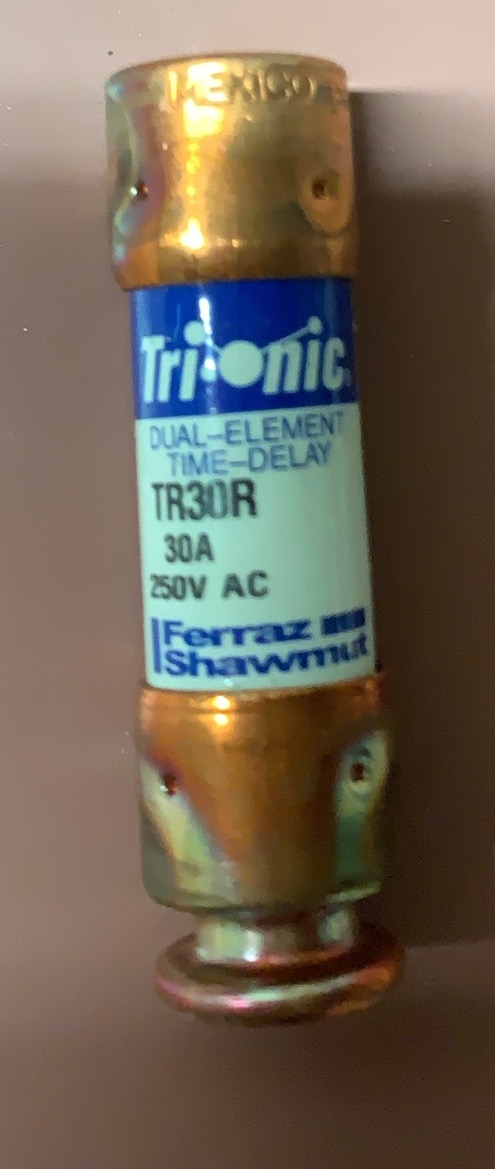 MEXICO
Tri-onic
DUAL-ELEMENT
TIME-DELAY
TR30R
30A
250V AC
Ferraz
Shawmut